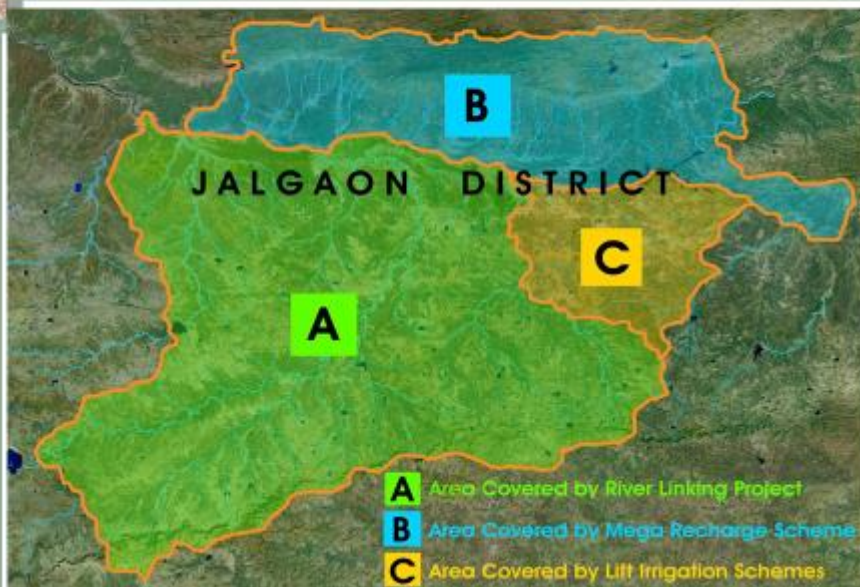 B
JALGAON DISTRICT
C
A
A Area Covered by River Linking Project
B Area Covered by Mega Recharge Scheme
C Area Covered by Lift Irrigation Schemes